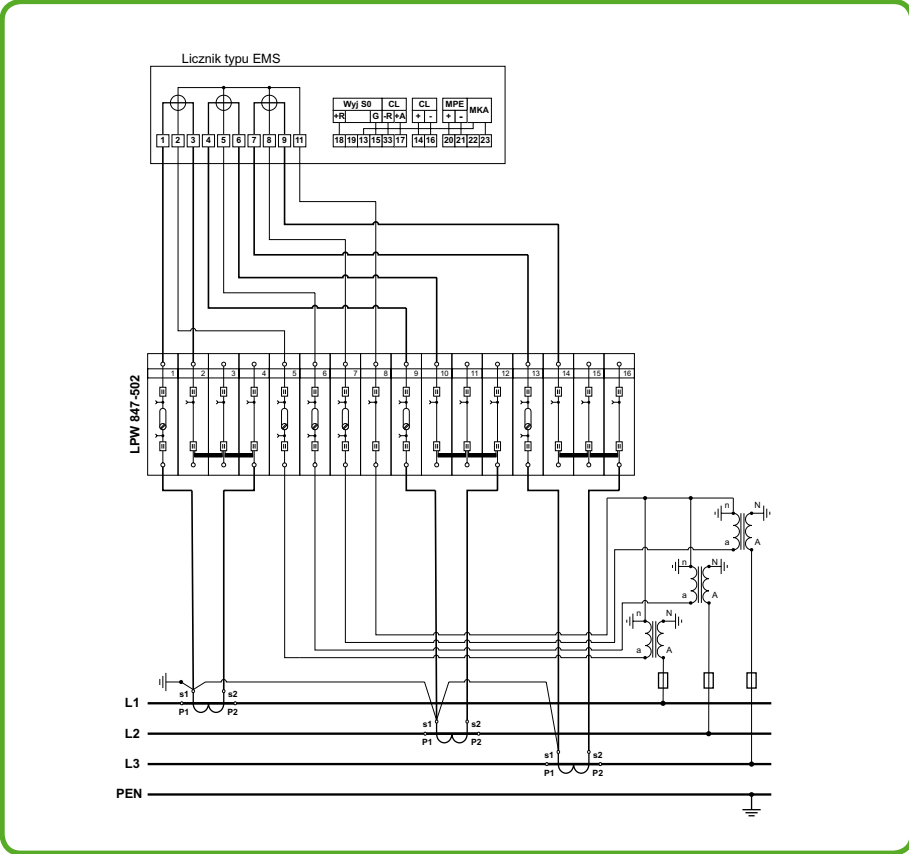 Licznik typu EMS
Wyj S0 CL CL MPE MKA
+R G -R +A + - + -
1 2 3 4 5 6 7 8 9 11 18 19 13 15 33 17 14 16 20 21 22 23
LPW 847-502
1 2 3 4 5 6 7 8 9 10 11 12 13 14 15 16
n N
a A
n N
a A
n N
a A
s1 s2
L1
P1 P2
s1 s2
L2
P1 P2
s1 s2
L3
P1 P2
PEN